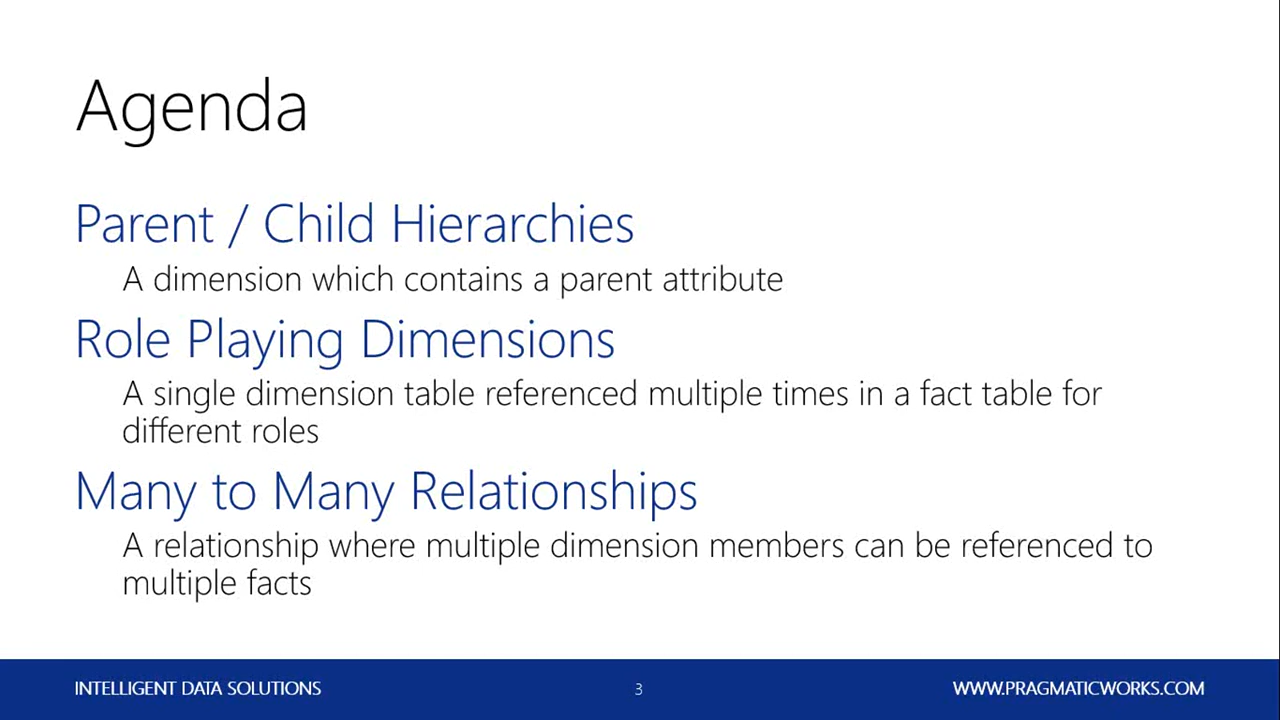 Agenda
Parent / Child Hierarchies
A dimension which contains a parent attribute
Role Playing Dimensions
A single dimension table referenced multiple times in a fact table for
different roles
Many to Many Relationships
A relationship where multiple dimension members can be referenced to
multiple facts
INTELLIGENT DATA SOLUTIONS
3
WWW.PRAGMATICWORKS.COM